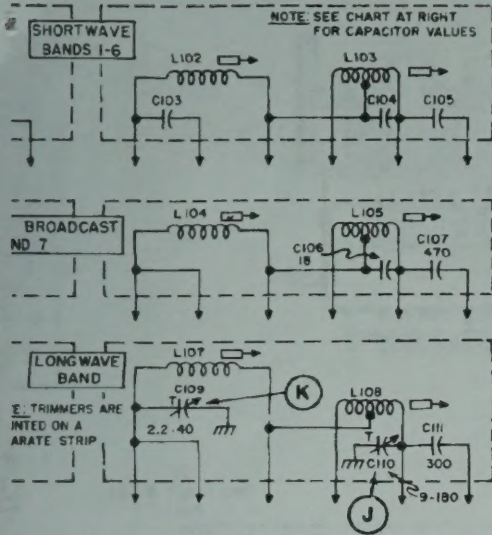 SHORTWAVE
BANDS 1-6
NOTE: SEE CHART AT RIGHT
FOR CAPACITOR VALUES
L102
L103
C103
C104
C105
BROADCAST
ND 7
L104
L105
C106
18
C107
470
LONGWAVE
BAND
E: TRIMMERS ARE
INTED ON A
ARATE STRIP
L107
C109
T
2.2-40
K
L108
T
C110
9-180
C111
300
J